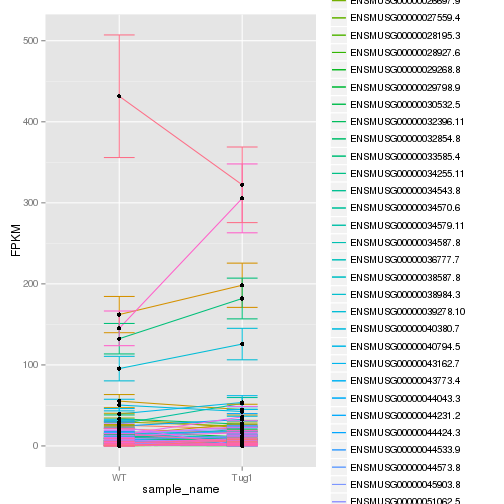 ENSMUSG00000026697.9
ENSMUSG00000027559.4
ENSMUSG00000028195.3
ENSMUSG00000028927.6
ENSMUSG00000029268.8
ENSMUSG00000029798.9
ENSMUSG00000030532.5
ENSMUSG00000032396.11
ENSMUSG00000032854.8
ENSMUSG00000033585.4
ENSMUSG00000034255.11
ENSMUSG00000034543.8
ENSMUSG00000034570.6
ENSMUSG00000034579.11
ENSMUSG00000034587.8
ENSMUSG00000036777.7
ENSMUSG00000038587.8
ENSMUSG00000038984.3
ENSMUSG00000039278.10
ENSMUSG00000040380.7
ENSMUSG00000040794.5
ENSMUSG00000043162.7
ENSMUSG00000043773.4
ENSMUSG00000044043.3
ENSMUSG00000044231.2
ENSMUSG00000044424.3
ENSMUSG00000044533.9
ENSMUSG00000044573.8
ENSMUSG00000045903.8
ENSMUSG00000051062.5
500
400
300
200
100
0
FPKM
WT
Tug1
sample_name